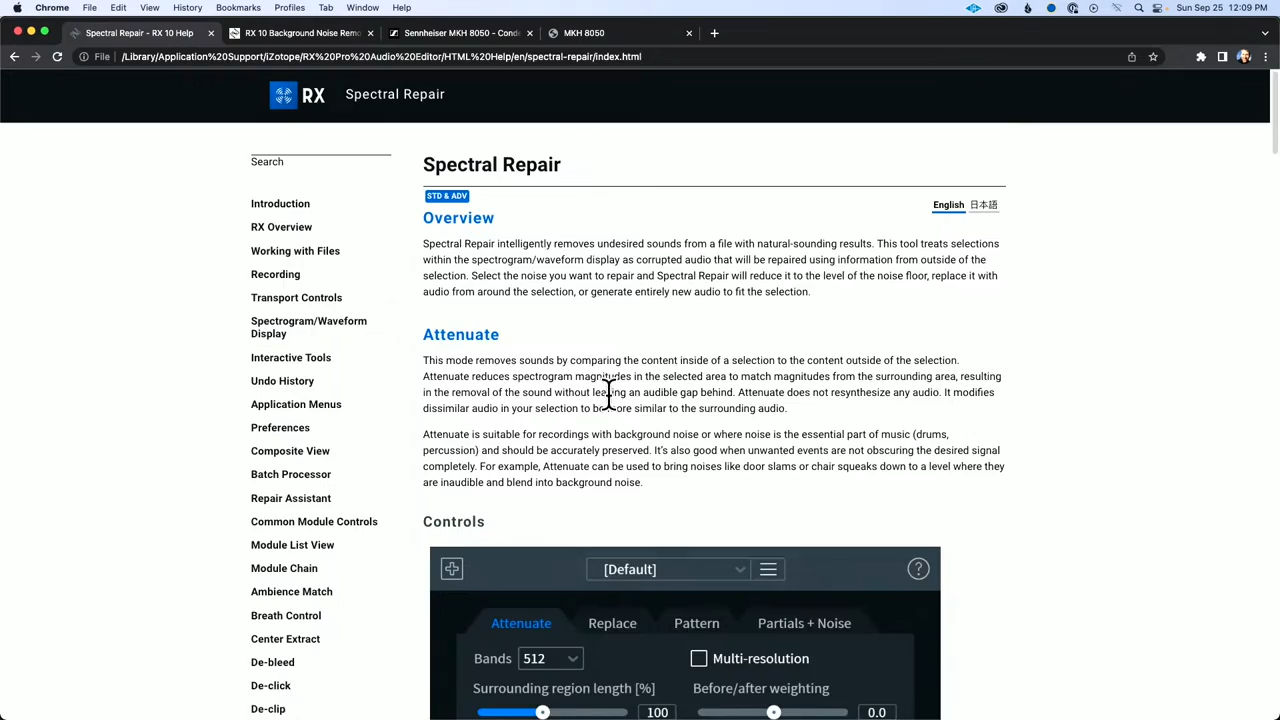 Chrome File Edit View History Bookmarks Profiles Tab Window Help Sun Sep 25 12:09 PM
Spectral Repair - RX 10 Help RX 10 Background Noise Remo Sennheiser MKH 8050 - Conde MKH 8050
File /Library/Application%20Support/iZotope/RX%20Pro%20Audio%20Editor/HTML%20Help/en/spectral-repair/index.html
RX Spectral Repair
Search
Introduction
RX Overview
Working with Files
Recording
Transport Controls
Spectrogram/Waveform
Display
Interactive Tools
Undo History
Application Menus
Preferences
Composite View
Batch Processor
Repair Assistant
Common Module Controls
Module List View
Module Chain
Ambience Match
Breath Control
Center Extract
De-bleed
De-click
De-clip
Spectral Repair
STD & ADV
English 日本語
Overview
Spectral Repair intelligently removes undesired sounds from a file with natural-sounding results. This tool treats selections
within the spectrogram/waveform display as corrupted audio that will be repaired using information from outside of the
selection. Select the noise you want to repair and Spectral Repair will reduce it to the level of the noise floor, replace it with
audio from around the selection, or generate entirely new audio to fit the selection.
Attenuate
This mode removes sounds by comparing the content inside of a selection to the content outside of the selection.
Attenuate reduces spectrogram magnitudes in the selected area to match magnitudes from the surrounding area, resulting
in the removal of the sound without leaving an audible gap behind. Attenuate does not resynthesize any audio. It modifies
dissimilar audio in your selection to be more similar to the surrounding audio.
Attenuate is suitable for recordings with background noise or where noise is the essential part of music (drums,
percussion) and should be accurately preserved. It's also good when unwanted events are not obscuring the desired signal
completely. For example, Attenuate can be used to bring noises like door slams or chair squeaks down to a level where they
are inaudible and blend into background noise.
Controls
[Default] ?
Attenuate Replace Pattern Partials + Noise
Bands 512 Multi-resolution
Surrounding region length [%] Before/after weighting
100 0.0